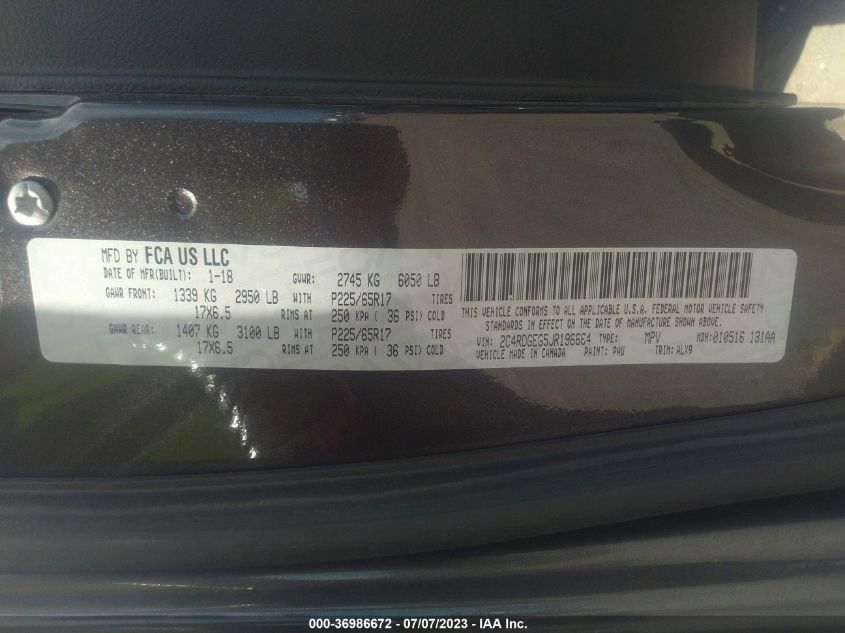 MFD BY FCA US LLC
DATE OF MFR(BUILT): 1-18 GVWR: 2745 KG 6050 LB
GAWR FRONT: 1339 KG 2950 LB WITH P225/65R17 TIRES
17X6.5 RIMS AT 250 KPA ( 36 PSI) COLD
GAWR REAR: 1407 KG 3100 LB WITH P225/65R17 TIRES
17X6.5 RIMS AT 250 KPA ( 36 PSI) COLD
THIS VEHICLE CONFORMS TO ALL APPLICABLE U.S.A. FEDERAL MOTOR VEHICLE SAFETY
STANDARDS IN EFFECT ON THE DATE OF MANUFACTURE SHOWN ABOVE.
VIN: 2C4RDGEG5JR196664 TYPE: MPV MDH:010516 131AA
VEHICLE MADE IN CANADA PAINT: PAU TRIM: ALX9
000-36986672 / 07/07/2023 / IAA Inc.